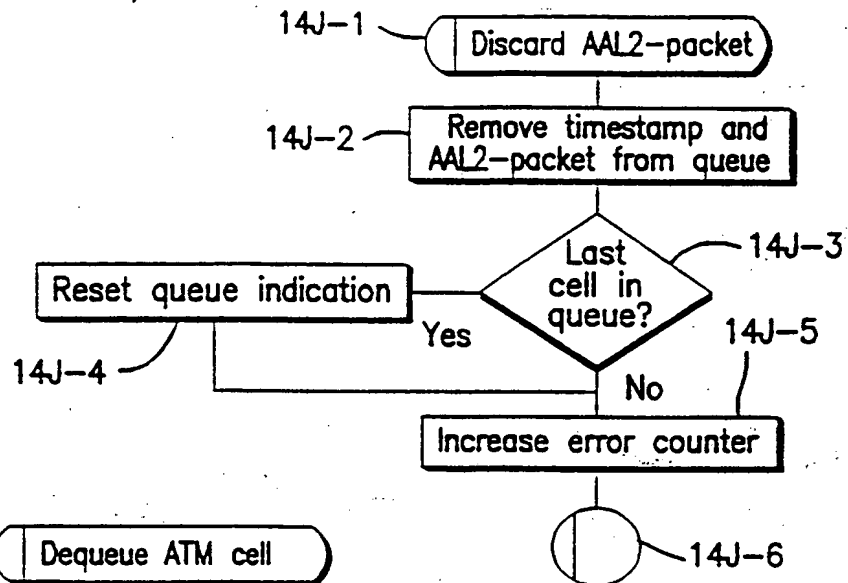 14J-1
Discard AAL2-packet
14J-2
Remove timestamp and
AAL2-packet from queue
14J-3
Last
cell in
queue?
Reset queue indication
Yes
14J-4
14J-5
No
Increase error counter
Dequeue ATM cell
14J-6